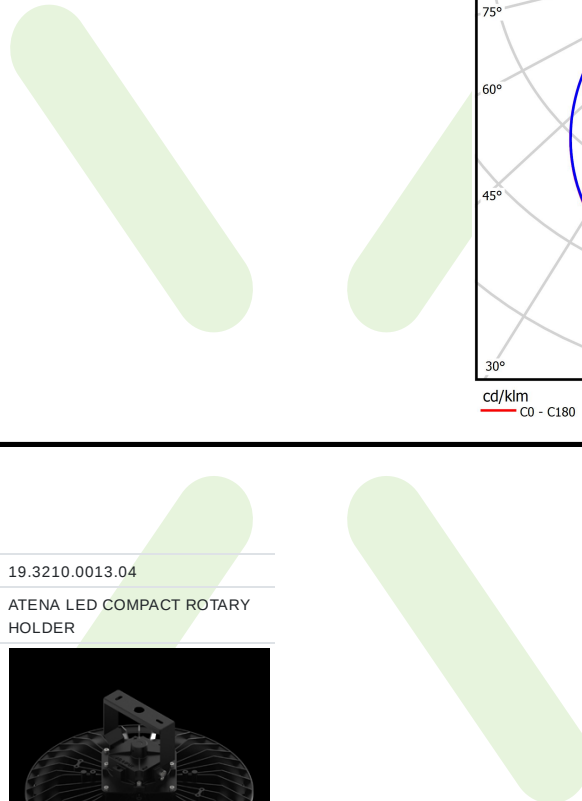 75°
60°
45°
30°
cd/klm
C0 - C180
19.3210.0013.04
ATENA LED COMPACT ROTARY
HOLDER